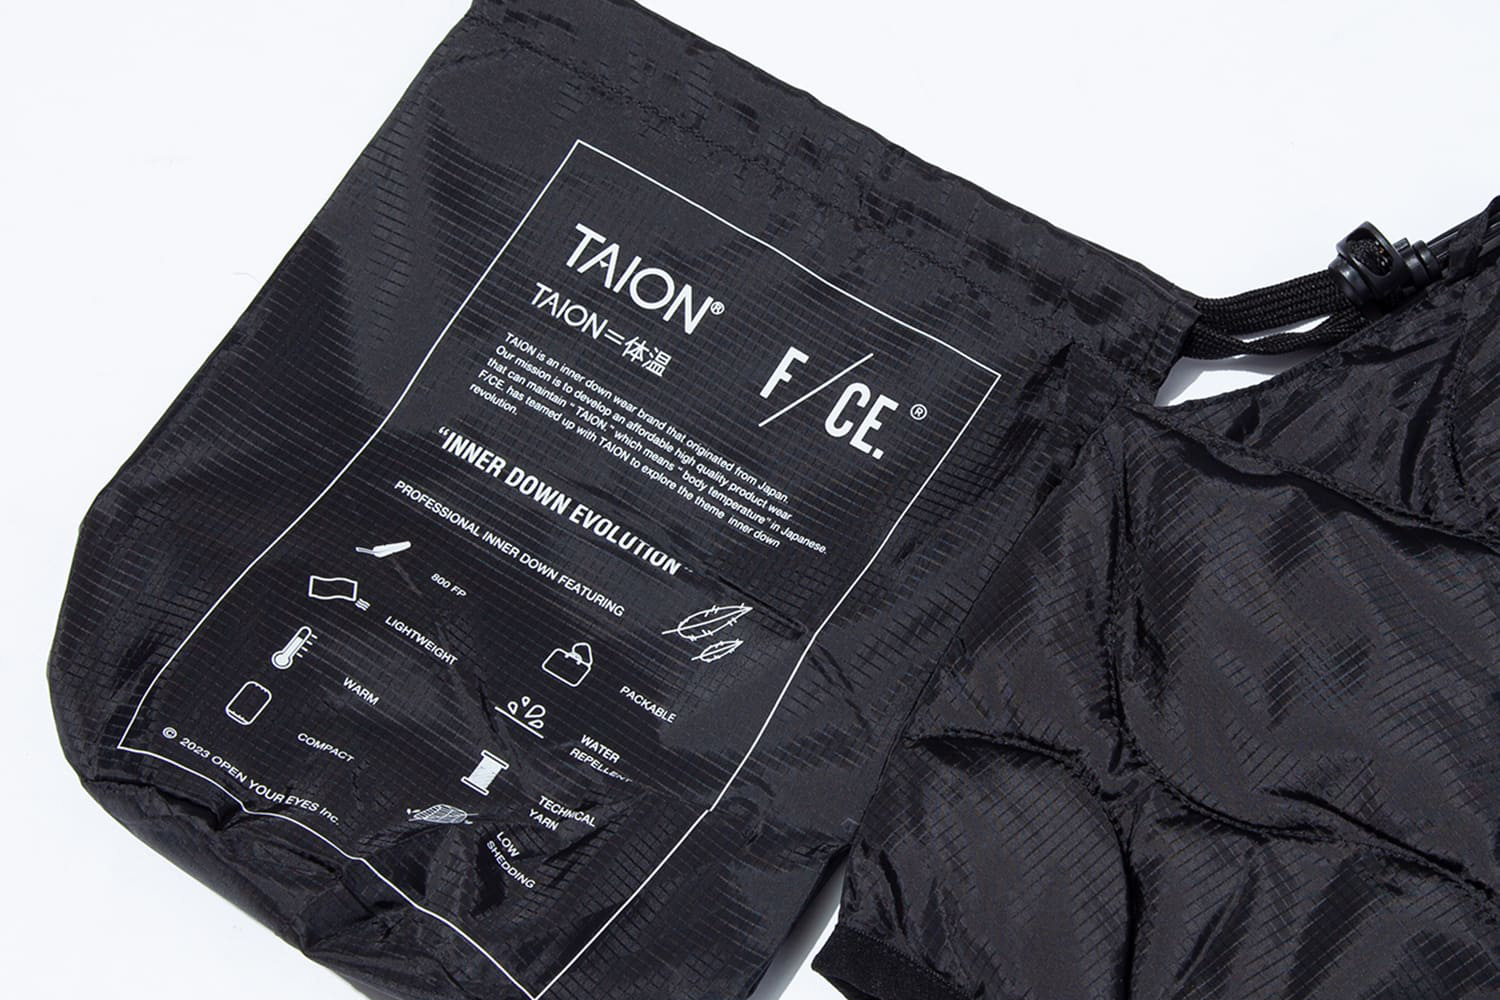 TAION®
TAION=体温
F/CE.®
TAION is an inner down wear brand that originated from Japan.
Our mission is to develop an affordable high quality product wear
that can maintain " TAION, " which means " body temperature" in Japanese.
F/CE. has teamed up with TAION to explore the theme inner down
revolution.
"INNER DOWN EVOLUTION"
PROFESSIONAL INNER DOWN FEATURING
800 FP
LIGHTWEIGHT
WARM
COMPACT
PACKABLE
WATER
REPELLENT
TECHNICAL
YARN
LOW
SHEDDING
© 2023 OPEN YOUR EYES Inc.